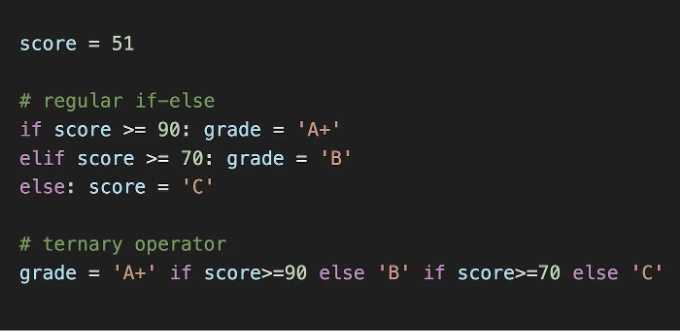 score = 51
# regular if-else
if score >= 90: grade = 'A+'
elif score >= 70: grade = 'B'
else: score = 'C'
# ternary operator
grade = 'A+' if score>=90 else 'B' if score>=70 else 'C'